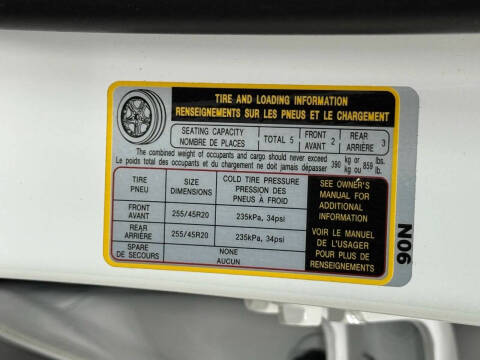 TIRE AND LOADING INFORMATION
RENSEIGNEMENTS SUR LES PNEUS ET LE CHARGEMENT
SEATING CAPACITY
NOMBRE DE PLACES
TOTAL 5
FRONT
AVANT
2
REAR
ARRIÈRE
3
The combined weight of occupants and cargo should never exceed 390 kg or 859 lbs.
Le poids total des occupants et du chargement ne doit jamais dépasser 390 kg ou 859 lb.
TIRE
PNEU
SIZE
DIMENSIONS
COLD TIRE PRESSURE
PRESSION DES
PNEUS À FROID
FRONT
AVANT
255/45R20
235kPa, 34psi
REAR
ARRIÈRE
255/45R20
235kPa, 34psi
SPARE
DE SECOURS
NONE
AUCUN
SEE OWNER'S
MANUAL FOR
ADDITIONAL
INFORMATION
VOIR LE MANUEL
DE L'USAGER
POUR PLUS DE
RENSEIGNEMENTS
90N